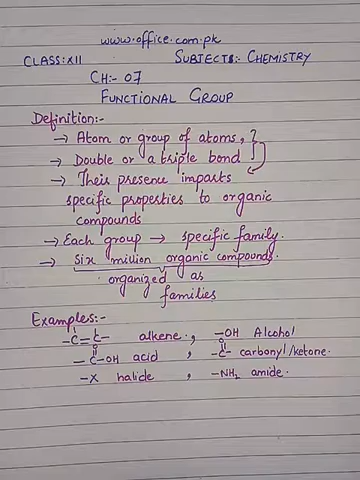 www.office.com.pk
CLASS:XII SUBTECTS:- CHEMISTRY
CH:- 07
FUNCTIONAL GROUP
Definition:-
→ Atom or group of atoms, ?
→ Double or a triple bond
→ Their presence imparts
specific properties to organic
compounds
→ Each group → specific family.
→ Six million organic compounds.
organized as
families
Examples:-
-C=C- alkene , -OH Alcohol
-C-OH acid , -C- carbonyl/ketone.
O O
-X halide , -NH₂ amide.